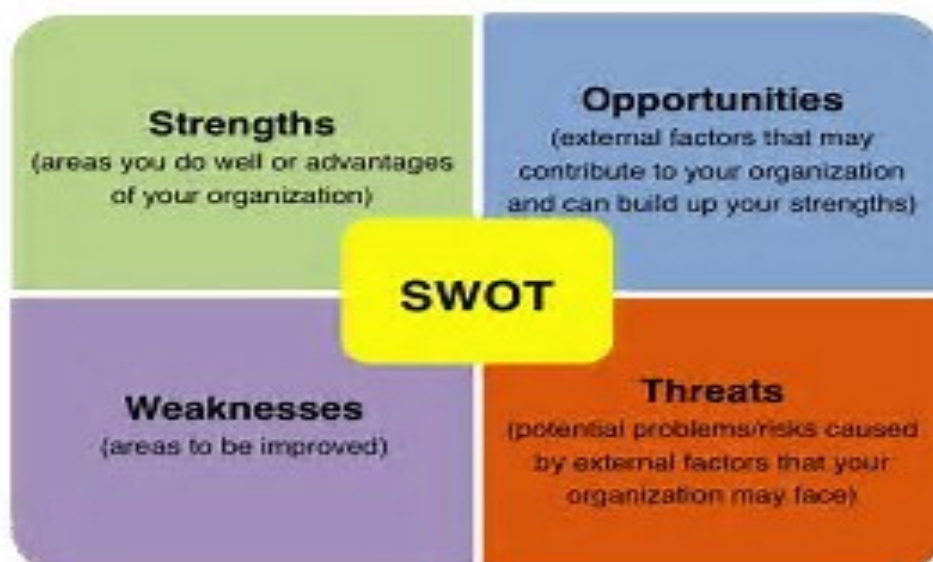 Strengths
(areas you do well or advantages
of your organization)
Opportunities
(external factors that may
contribute to your organization
and can build up your strengths)
SWOT
Weaknesses
(areas to be improved)
Threats
(potential problems/risks caused
by external factors that your
organization may face)